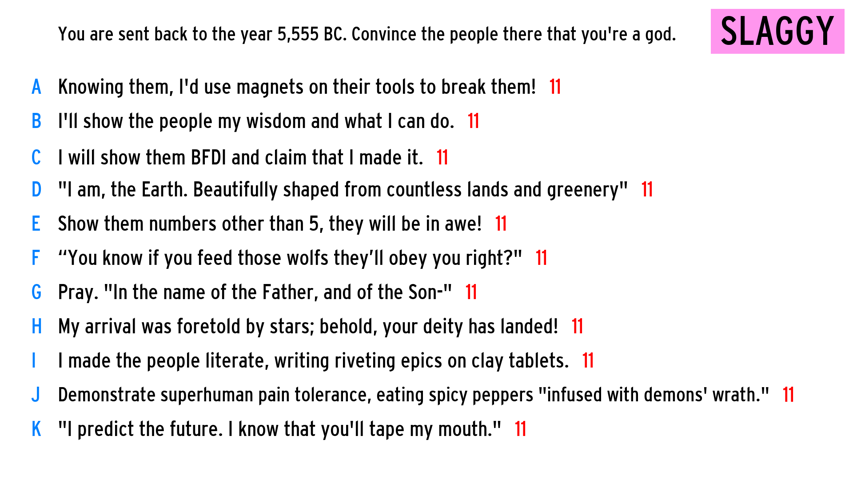 You are sent back to the year 5,555 BC. Convince the people there that you're a god.
SLAGGY
A Knowing them, I'd use magnets on their tools to break them! 11
B I'll show the people my wisdom and what I can do. 11
C I will show them BFDI and claim that I made it. 11
D "I am, the Earth. Beautifully shaped from countless lands and greenery" 11
E Show them numbers other than 5, they will be in awe! 11
F “You know if you feed those wolfs they’ll obey you right?" 11
G Pray. "In the name of the Father, and of the Son-" 11
H My arrival was foretold by stars; behold, your deity has landed! 11
I I made the people literate, writing riveting epics on clay tablets. 11
J Demonstrate superhuman pain tolerance, eating spicy peppers "infused with demons' wrath." 11
K "I predict the future. I know that you'll tape my mouth." 11